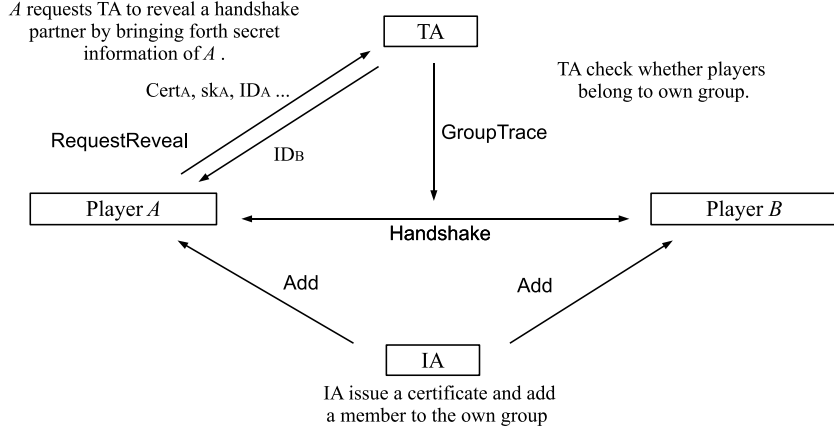 A requests TA to reveal a handshake
partner by bringing forth secret
information of A .
TA
TA check whether players
belong to own group.
CertA, skA, IDA ...
RequestReveal
IDB
GroupTrace
Player A
Player B
Handshake
Add
Add
IA
IA issue a certificate and add
a member to the own group